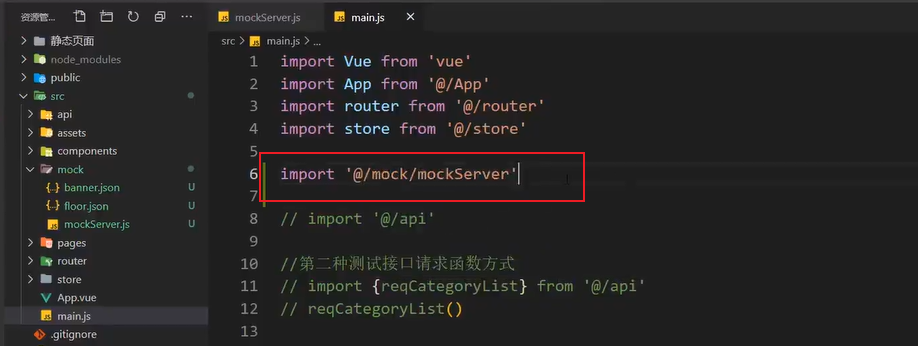 资源管... mockServer.js main.js
静态页面 src > main.js > ...
node_modules 1 import Vue from 'vue'
public 2 import App from '@/App'
src 3 import router from '@/router'
api 4 import store from '@/store'
assets 5
components 6 import '@/mock/mockServer'
mock 7
banner.json U 8 // import '@/api'
floor.json U 9
mockServer.js U 10 //第二种测试接口请求函数方式
pages 11 // import {reqCategoryList} from '@/api'
router 12 // reqCategoryList()
store 13
App.vue
main.js
.gitignore